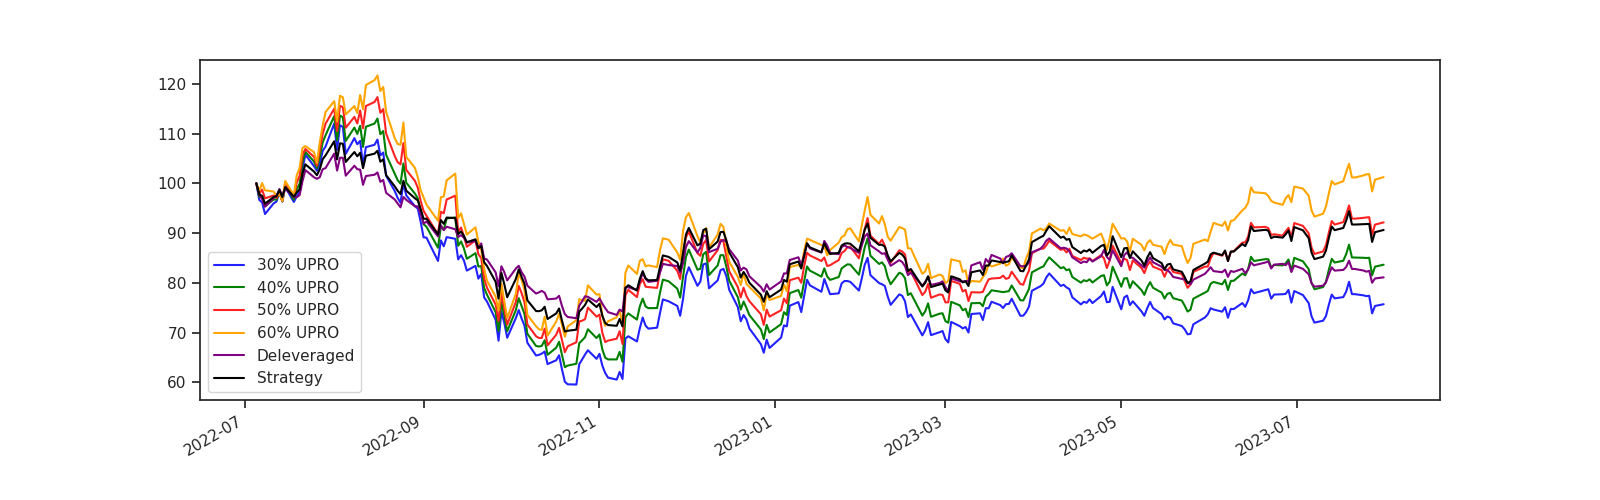 120
110
100
90
80
70
60
30% UPRO
40% UPRO
50% UPRO
60% UPRO
Deleveraged
Strategy
2022-07
2022-09
2022-11
2023-01
2023-03
2023-05
2023-07